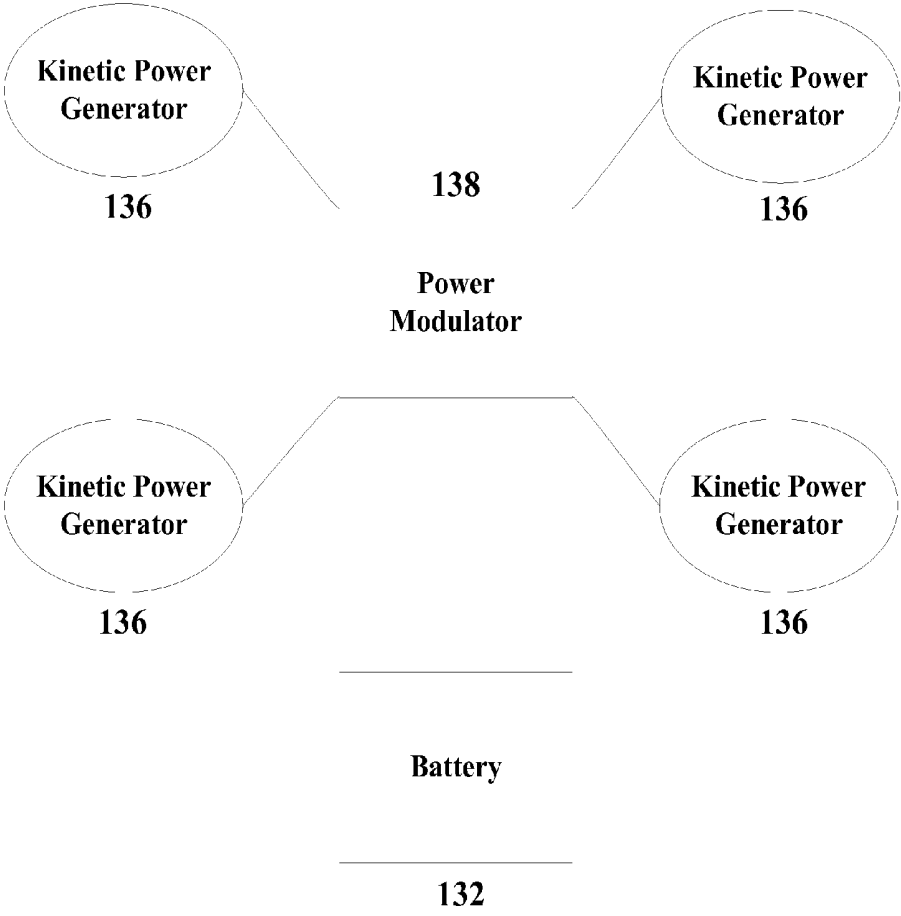 Kinetic Power
Generator
136
Kinetic Power
Generator
136
138
Power
Modulator
Kinetic Power
Generator
136
Kinetic Power
Generator
136
Battery
132